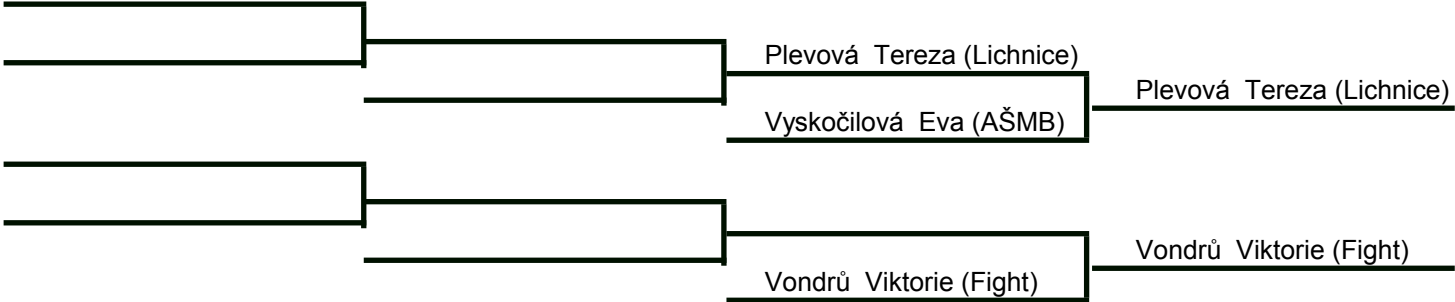 Plevová Tereza (Lichnice)
Plevová Tereza (Lichnice)
Vyskočilová Eva (AŠMB)
Vondrů Viktorie (Fight)
Vondrů Viktorie (Fight)